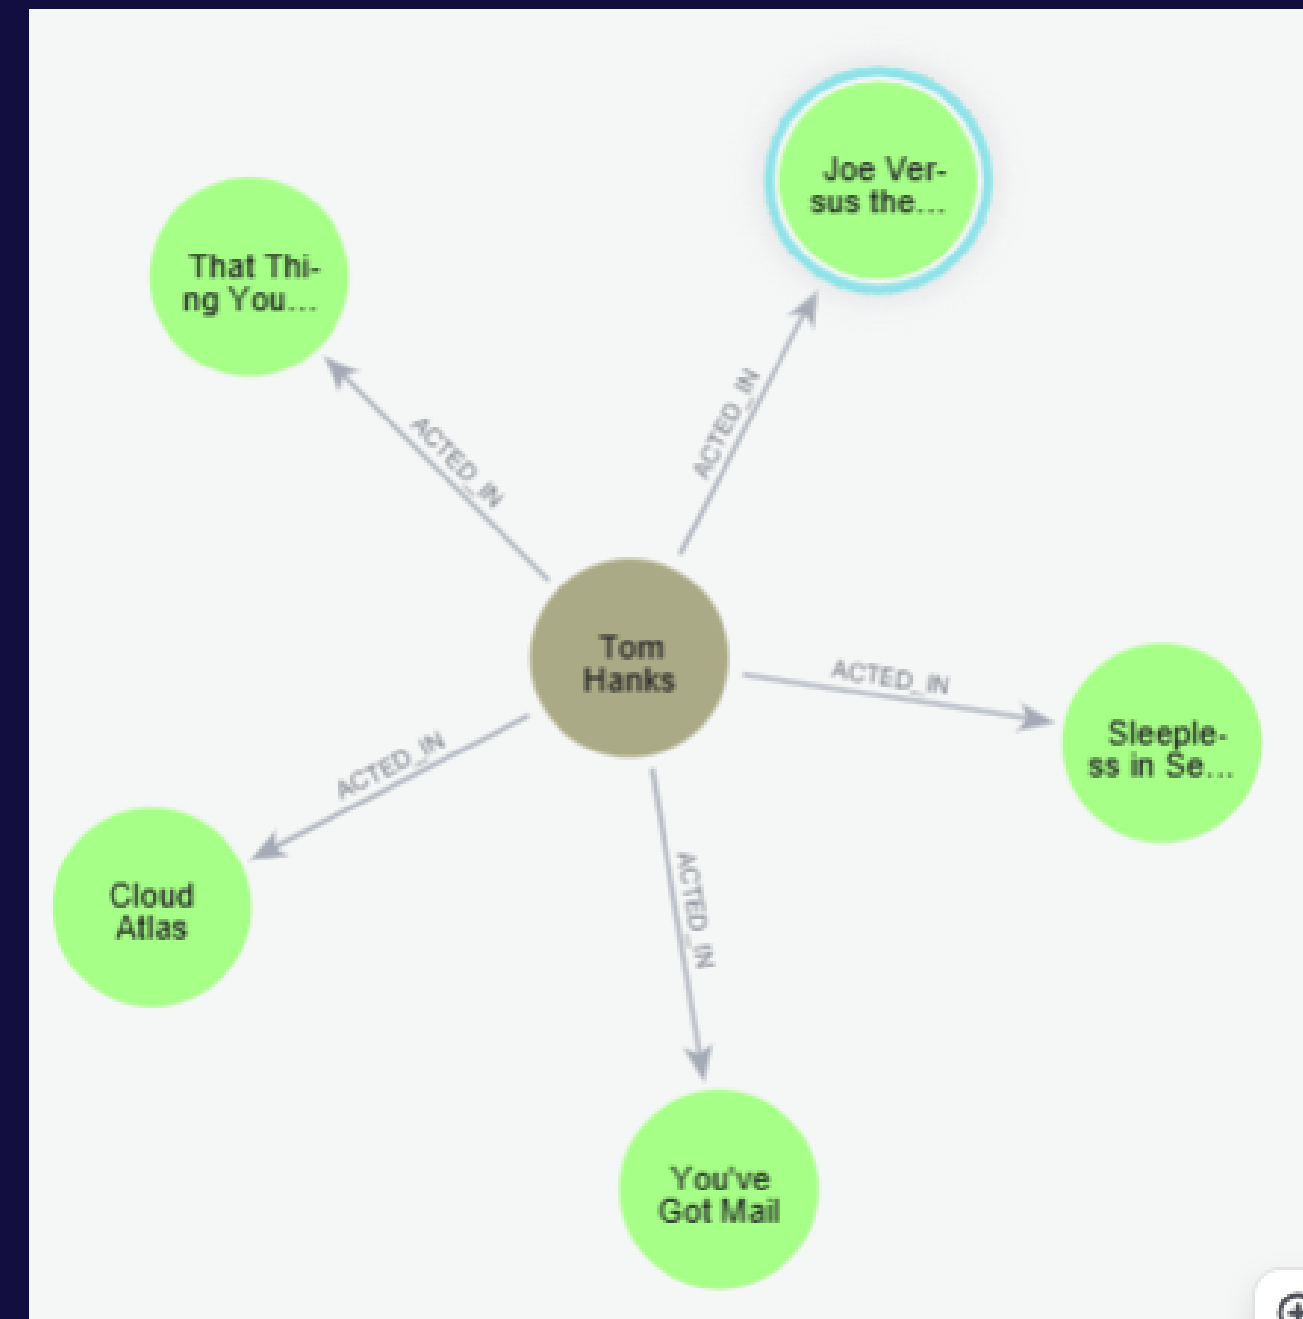 Joe Ver-
sus the...
That Thi-
ng You...
ACTED_IN
ACTED_IN
Tom
Hanks
ACTED_IN
Sleeple-
ss in Se...
ACTED_IN
Cloud
Atlas
ACTED_IN
You've
Got Mail